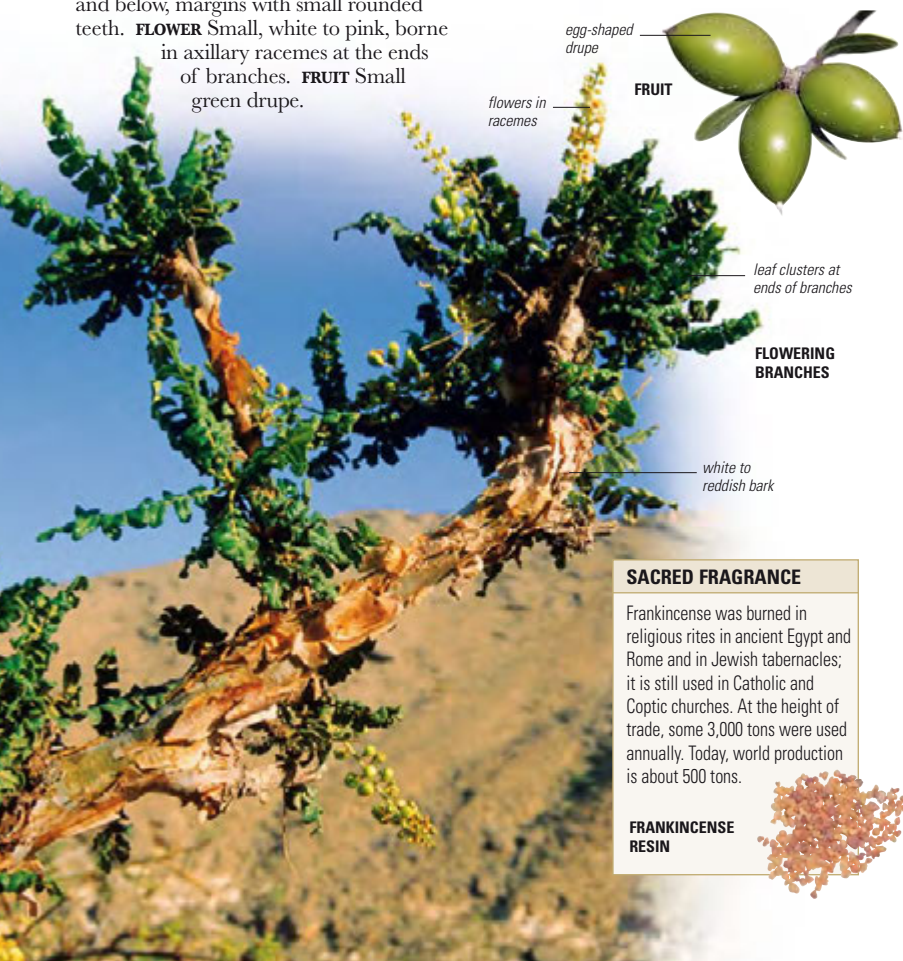 and below, margins with small rounded
teeth. FLOWER Small, white to pink, borne
in axillary racemes at the ends
of branches. FRUIT Small
green drupe.
egg-shaped
drupe
FRUIT
flowers in
racemes
leaf clusters at
ends of branches
FLOWERING
BRANCHES
white to
reddish bark
SACRED FRAGRANCE
Frankincense was burned in
religious rites in ancient Egypt and
Rome and in Jewish tabernacles;
it is still used in Catholic and
Coptic churches. At the height of
trade, some 3,000 tons were used
annually. Today, world production
is about 500 tons.
FRANKINCENSE
RESIN